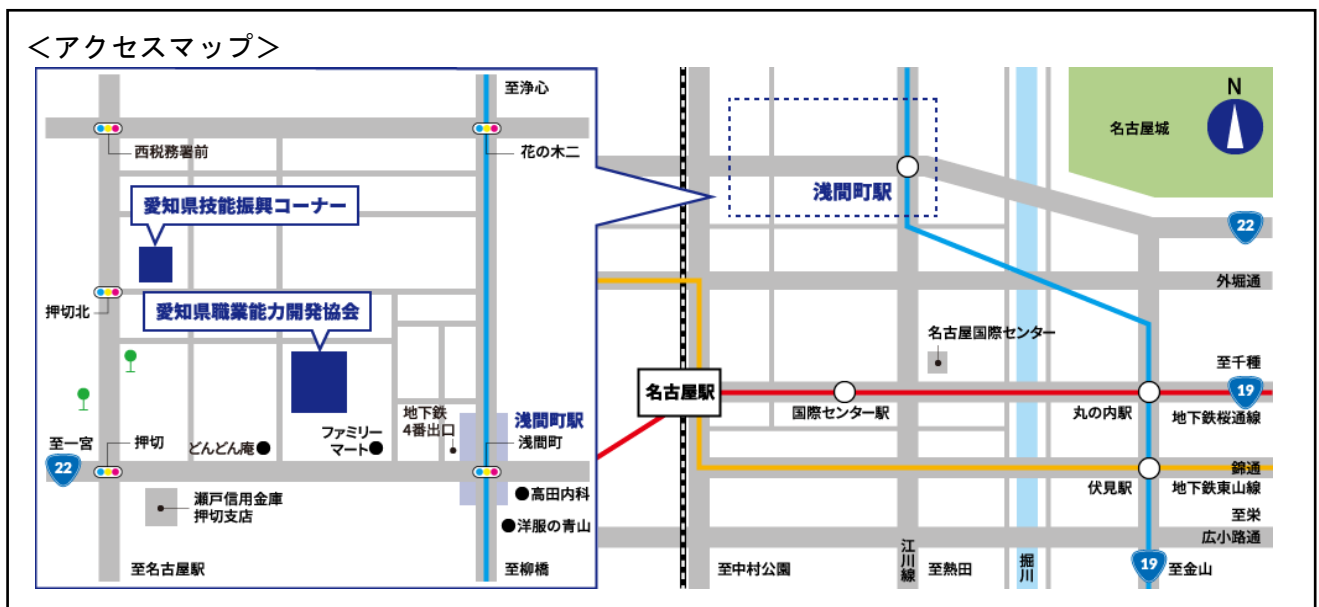 ＜アクセスマップ＞
至浄心
西税務署前
花の木二
愛知県技能振興コーナー
押切北
愛知県職業能力開発協会
地下鉄
4番出口
浅間町駅
至一宮
押切
どんどん庵
ファミリー
マート
浅間町
22
瀬戸信用金庫
押切支店
高田内科
洋服の青山
至名古屋駅
至柳橋
N
名古屋城
浅間町駅
22
外堀通
名古屋国際センター
至千種
名古屋駅
19
国際センター駅
丸の内駅
地下鉄桜通線
錦通
伏見駅
地下鉄東山線
至栄
広小路通
至中村公園
江川線
至熱田
堀川
19
至金山